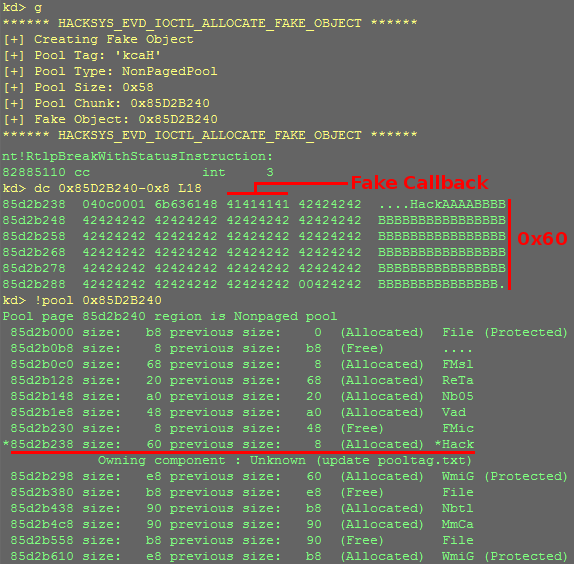 kd> g
****** HACKSYS_EVD_IOCTL_ALLOCATE_FAKE_OBJECT ******
[+] Creating Fake Object
[+] Pool Tag: 'kcaH'
[+] Pool Type: NonPagedPool
[+] Pool Size: 0x58
[+] Pool Chunk: 0x85D2B240
[+] Fake Object: 0x85D2B240
****** HACKSYS_EVD_IOCTL_ALLOCATE_FAKE_OBJECT ******
nt!RtlpBreakWithStatusInstruction:
82885110 cc int 3
kd> dc 0x85D2B240-0x8 L18
Fake Callback
85d2b238 040c0001 6b636148 41414141 42424242 ....HackAAAABBBB
85d2b248 42424242 42424242 42424242 42424242 BBBBBBBBBBBBBBBB
85d2b258 42424242 42424242 42424242 42424242 BBBBBBBBBBBBBBBB
85d2b268 42424242 42424242 42424242 42424242 BBBBBBBBBBBBBBBB
85d2b278 42424242 42424242 42424242 42424242 BBBBBBBBBBBBBBBB
85d2b288 42424242 42424242 42424242 00424242 BBBBBBBBBBBBBBB.
0x60
kd> !pool 0x85D2B240
Pool page 85d2b240 region is Nonpaged pool
85d2b000 size: b8 previous size: 0 (Allocated) File (Protected)
85d2b0b8 size: 8 previous size: b8 (Free) ....
85d2b0c0 size: 68 previous size: 8 (Allocated) FMsl
85d2b128 size: 20 previous size: 68 (Allocated) ReTa
85d2b148 size: a0 previous size: 20 (Allocated) Nb05
85d2b1e8 size: 48 previous size: a0 (Allocated) Vad
85d2b230 size: 8 previous size: 48 (Free) FMic
*85d2b238 size: 60 previous size: 8 (Allocated) *Hack
Owning component : Unknown (update pooltag.txt)
85d2b298 size: e8 previous size: 60 (Allocated) WmiG (Protected)
85d2b380 size: b8 previous size: e8 (Free) File
85d2b438 size: 90 previous size: b8 (Allocated) Nbtl
85d2b4c8 size: 90 previous size: 90 (Allocated) MmCa
85d2b558 size: b8 previous size: 90 (Free) File
85d2b610 size: e8 previous size: b8 (Allocated) WmiG (Protected)